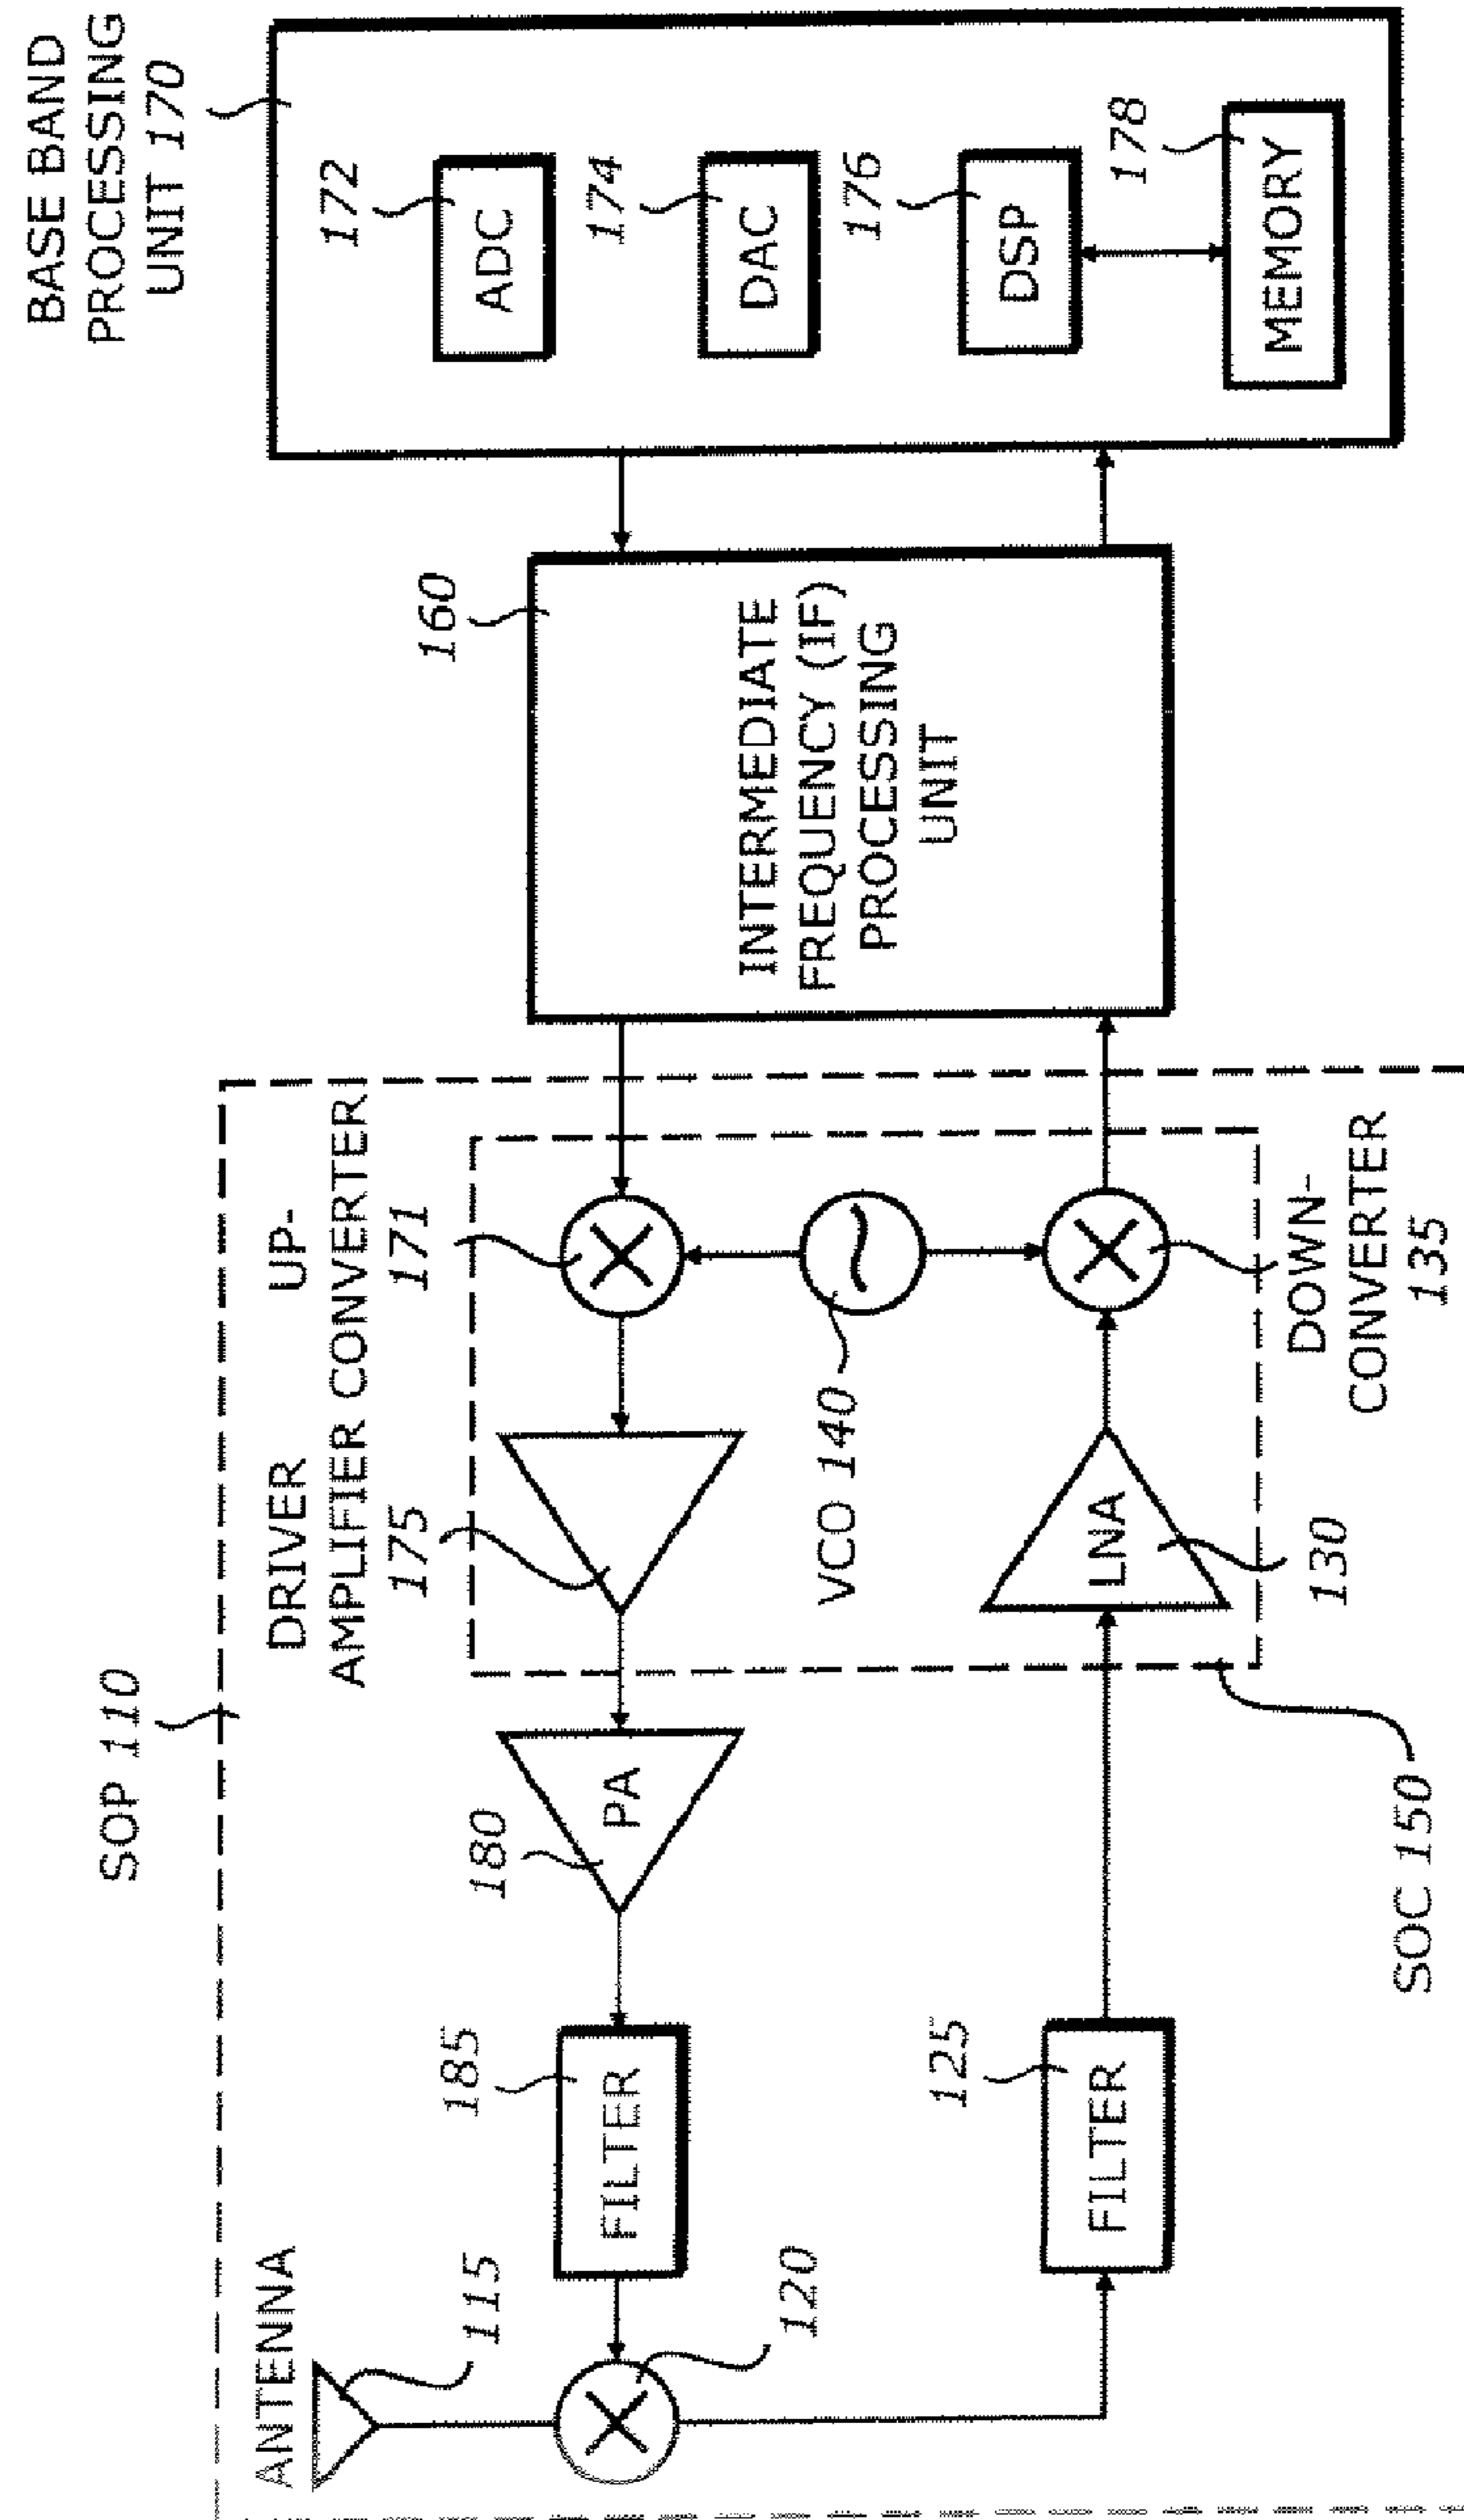 BASE BAND
PROCESSING
UNIT 170
SOP 110
ANTENNA
115
120
185
FILTER
180
PA
DRIVER
AMPLIFIER
175
UP-
CONVERTER
171
160
INTERMEDIATE
FREQUENCY (IF)
PROCESSING
UNIT
172
ADC
174
DAC
176
DSP
178
MEMORY
VCO 140
125
FILTER
LNA
130
DOWN-
CONVERTER
135
SOC 150